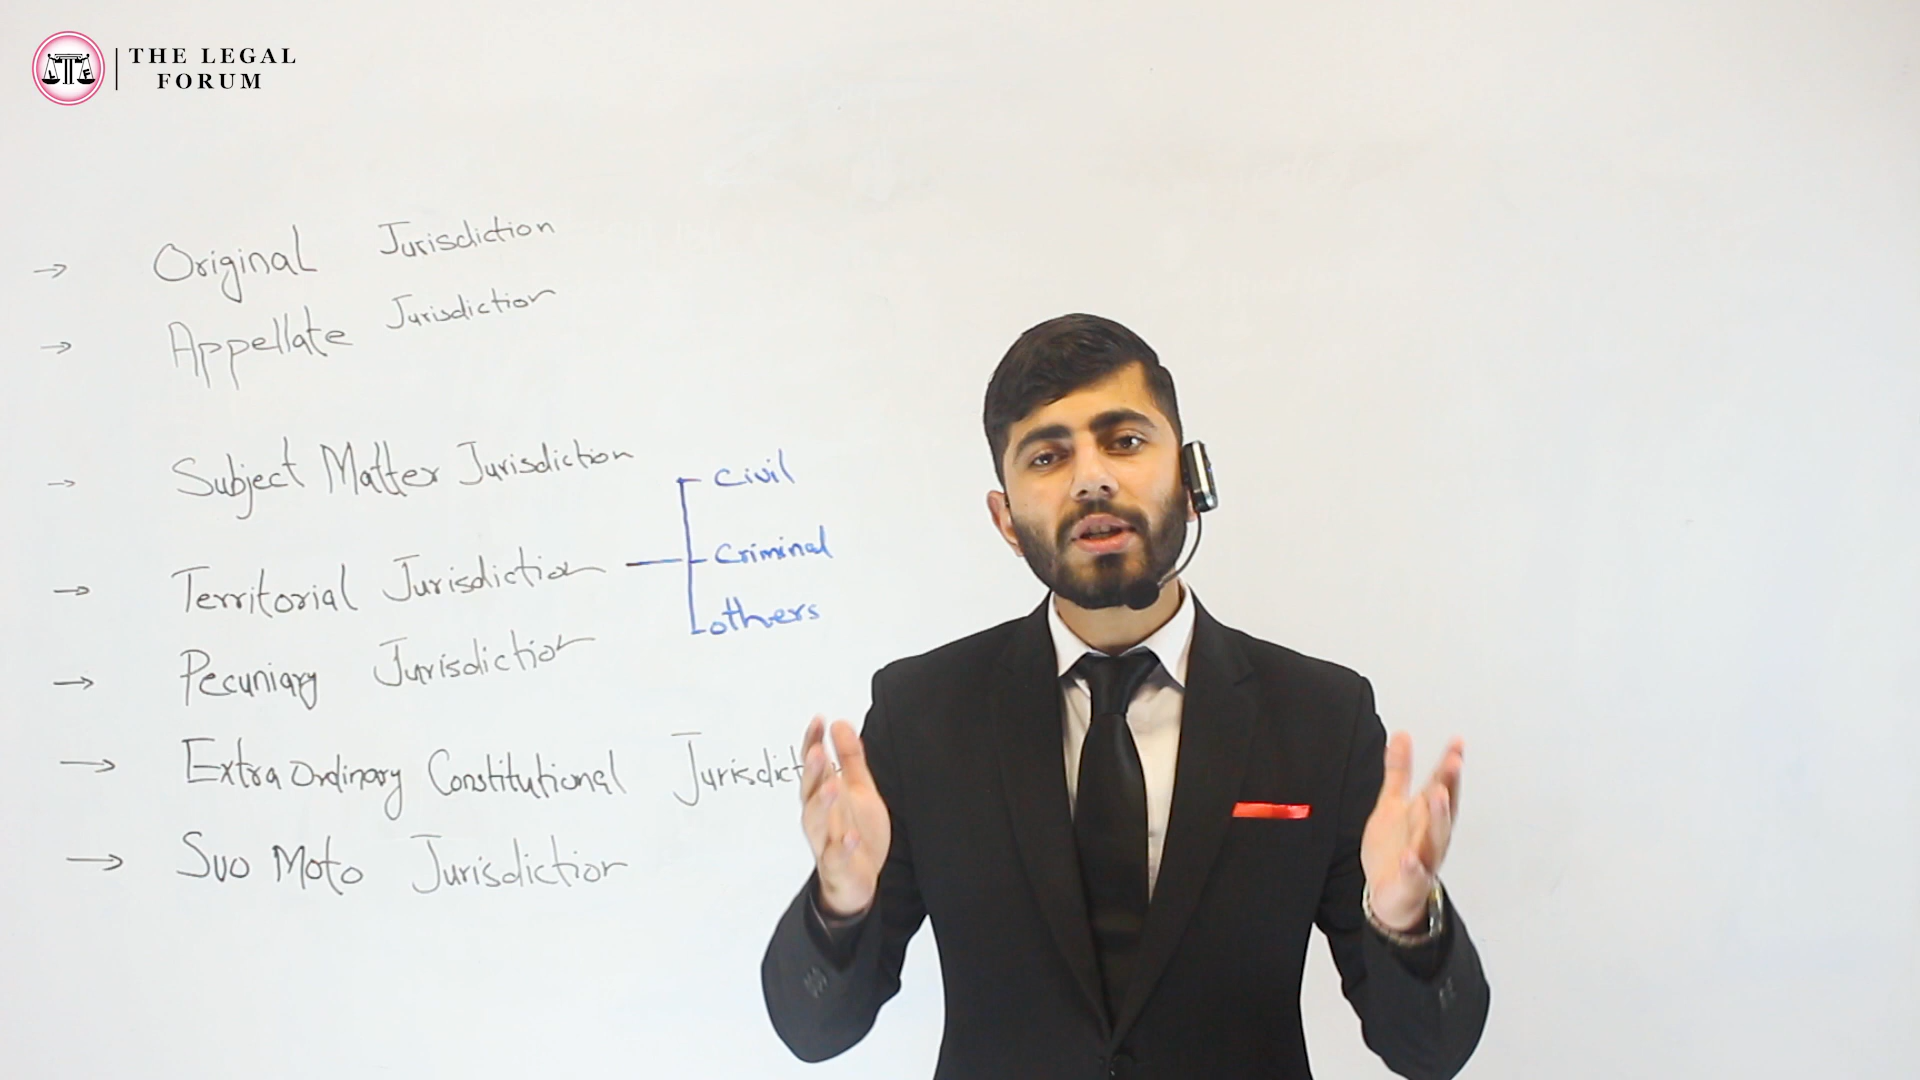 THE LEGAL
FORUM
→ Original Jurisdiction
→ Appellate Jurisdiction
→ Subject Matter Jurisdiction
→ Territorial Jurisdiction
Civil
Criminal
others
→ Pecuniary Jurisdiction
→ Extra Ordinary Constitutional Jurisdict
→ Suo Moto Jurisdiction